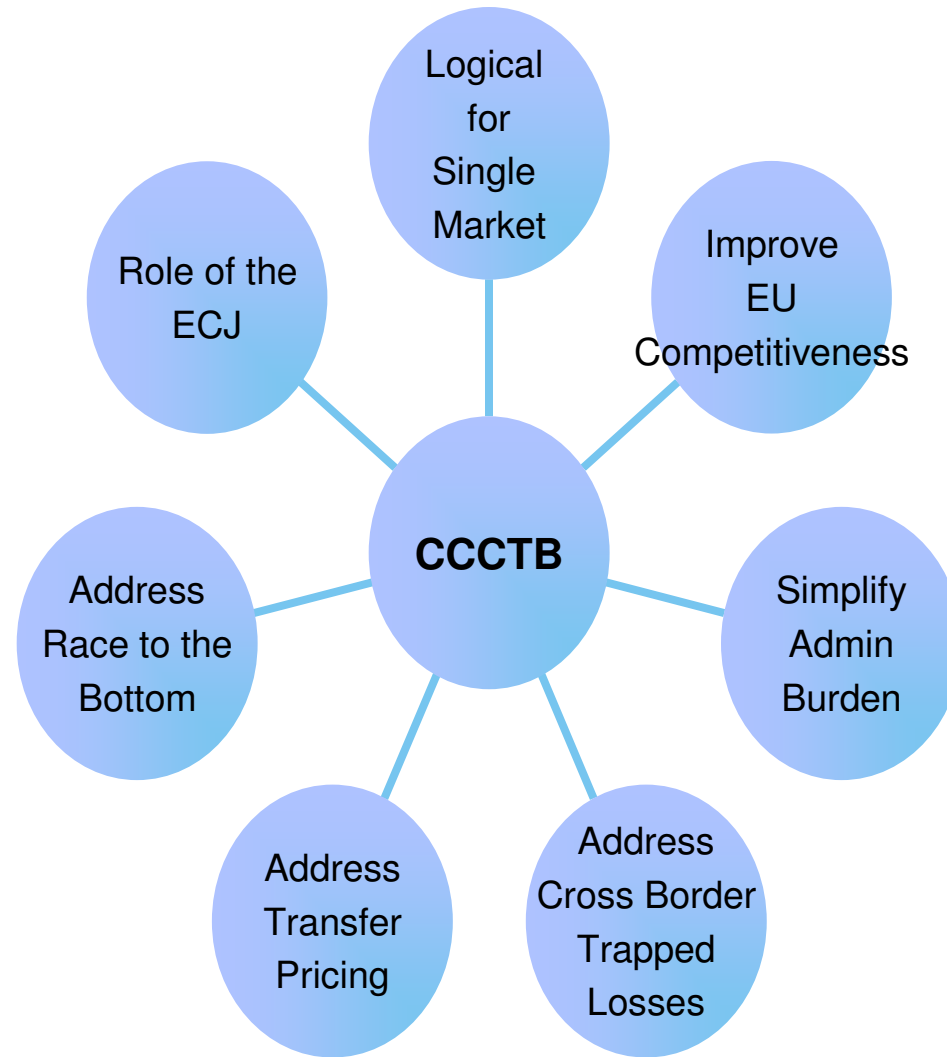 Logical
for
Single
Market
Improve
EU
Competitiveness
Role of the
ECJ
CCCTB
Address
Race to the
Bottom
Simplify
Admin
Burden
Address
Transfer
Pricing
Address
Cross Border
Trapped
Losses